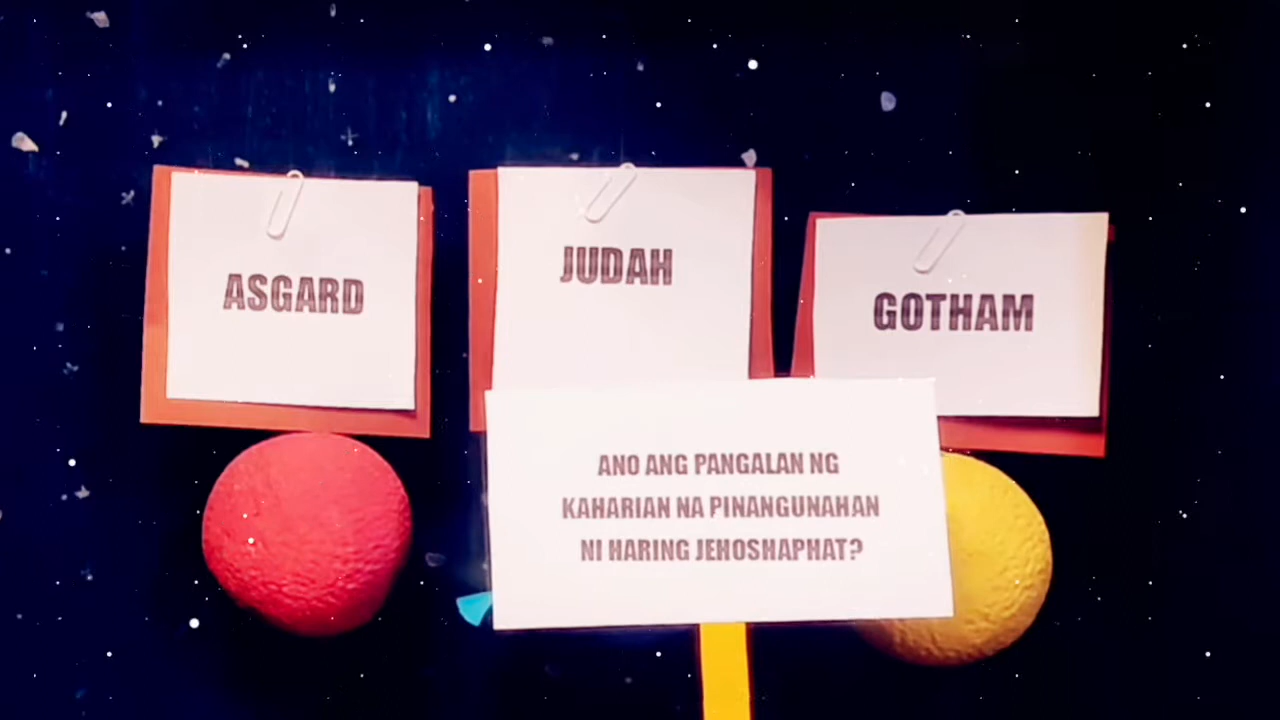 ASGARD
JUDAH
GOTHAM
ANO ANG PANGALAN NG
KAHARIAN NA PINANGUNAHAN
NI HARING JEHOSHAPHAT?